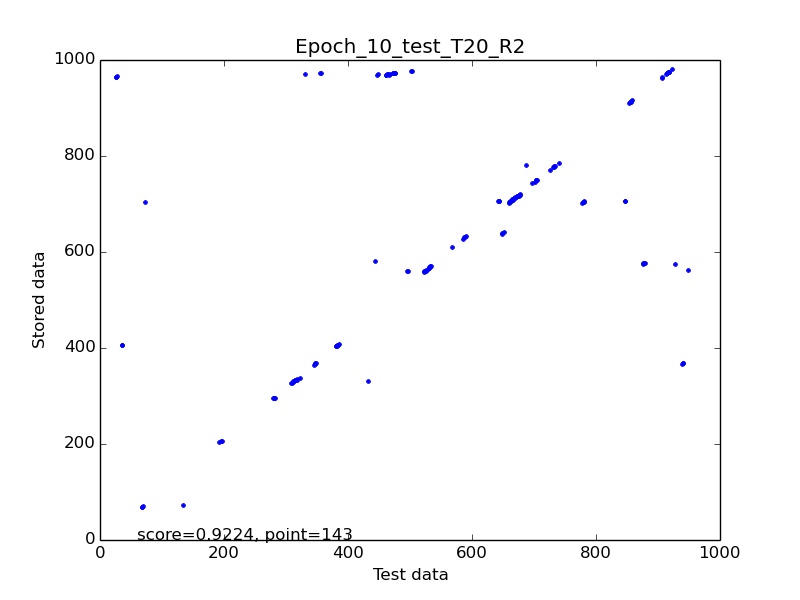 Epoch_10_test_T20_R2
1000
800
600
400
200
0
Stored data
score=0.9224, point=143
0 200 400 600 800 1000
Test data